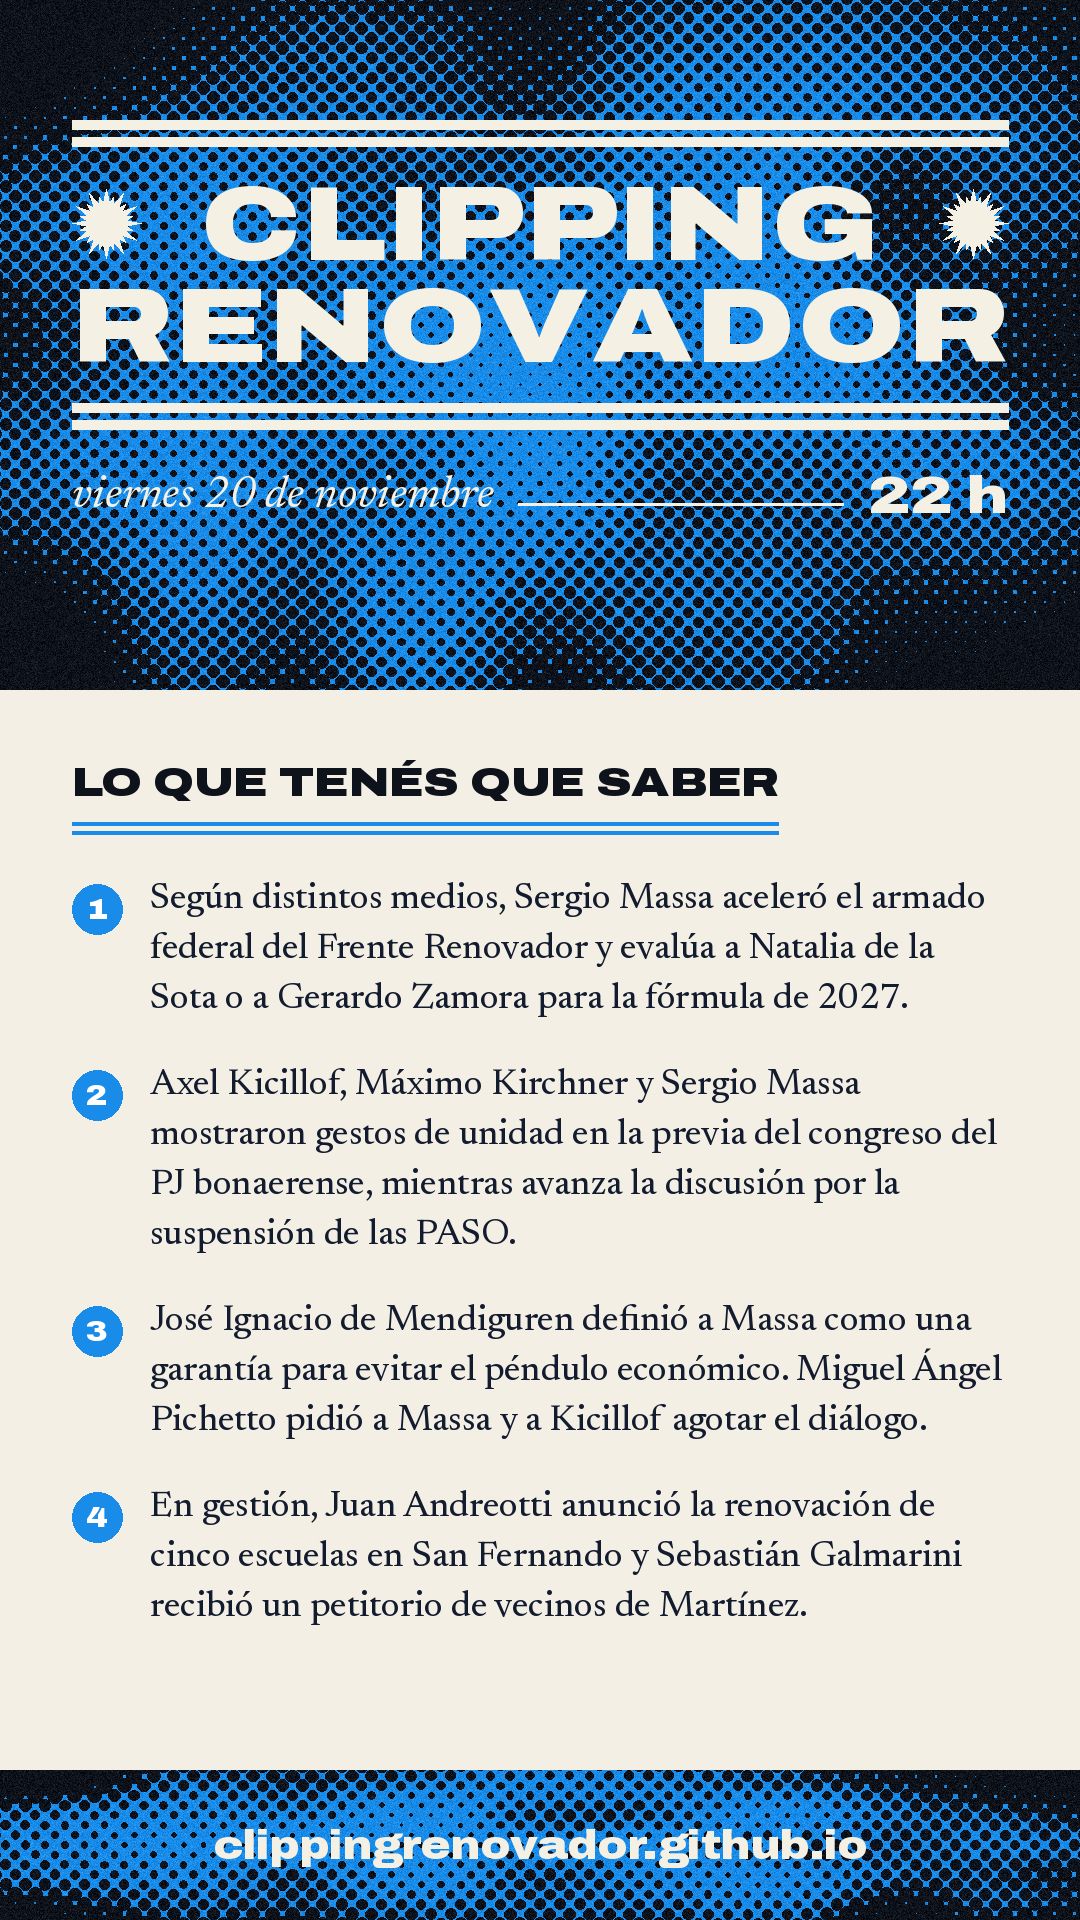 CLIPPING
RENOVADOR
viernes 20 de noviembre 22 h
LO QUE TENÉS QUE SABER
1 Según distintos medios, Sergio Massa aceleró el armado
federal del Frente Renovador y evalúa a Natalia de la
Sota o a Gerardo Zamora para la fórmula de 2027.
2 Axel Kicillof, Máximo Kirchner y Sergio Massa
mostraron gestos de unidad en la previa del congreso del
PJ bonaerense, mientras avanza la discusión por la
suspensión de las PASO.
3 José Ignacio de Mendiguren definió a Massa como una
garantía para evitar el péndulo económico. Miguel Ángel
Pichetto pidió a Massa y a Kicillof agotar el diálogo.
4 En gestión, Juan Andreotti anunció la renovación de
cinco escuelas en San Fernando y Sebastián Galmarini
recibió un petitorio de vecinos de Martínez.
clippingrenovador.github.io